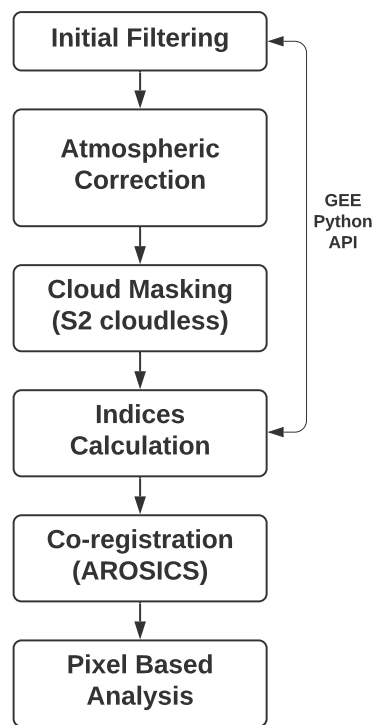 Initial Filtering
Atmospheric
Correction
GEE
Python
API
Cloud Masking
(S2 cloudless)
Indices
Calculation
Co-registration
(AROSICS)
Pixel Based
Analysis